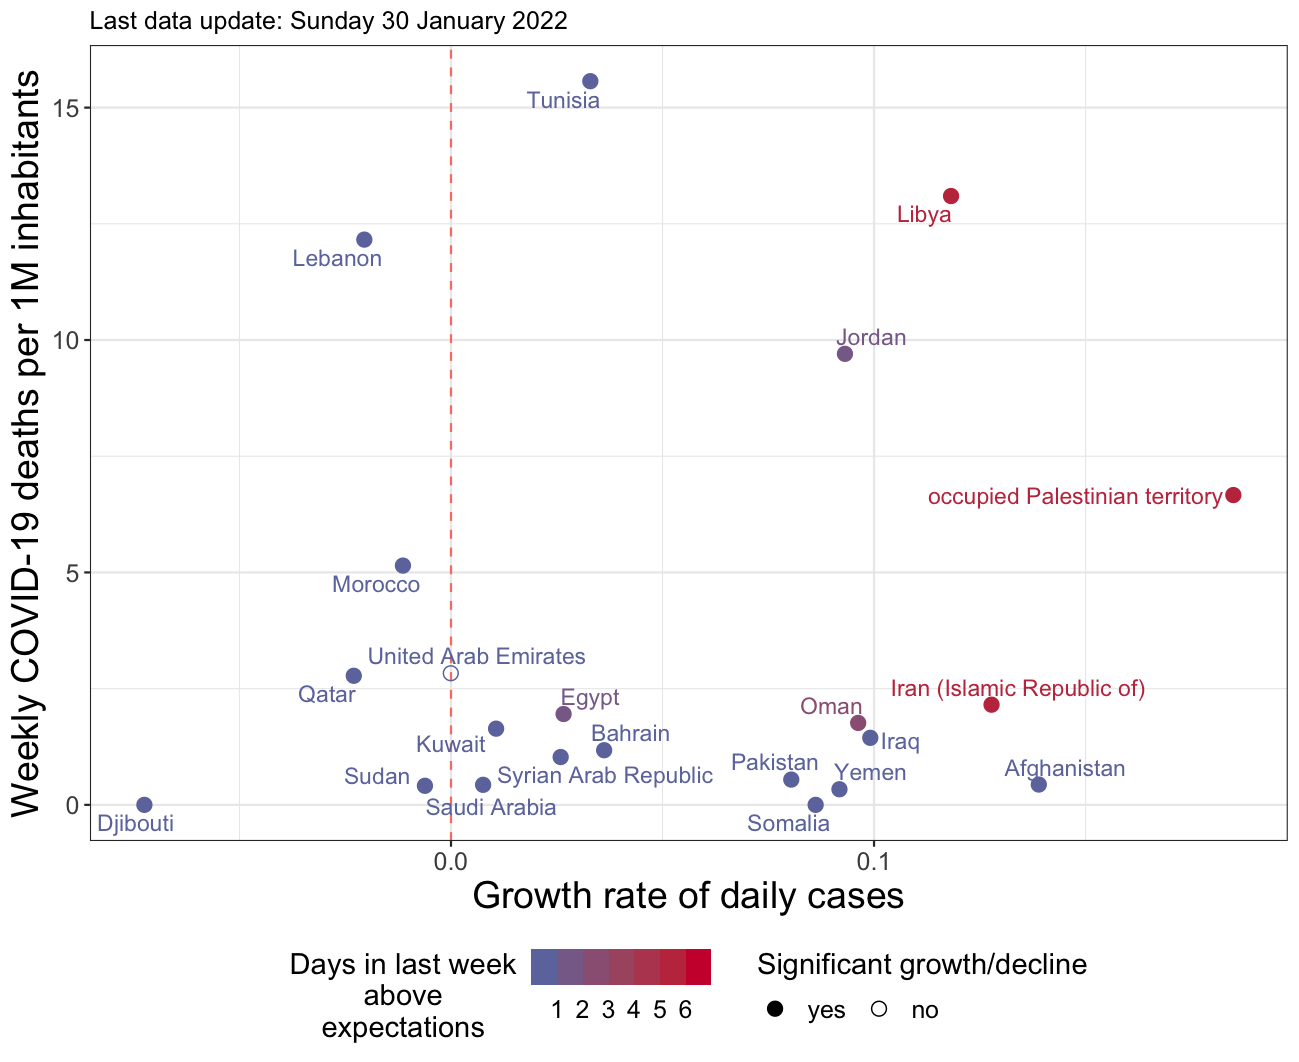 Last data update: Sunday 30 January 2022
Weekly COVID-19 deaths per 1M inhabitants
15
10
5
0
Tunisia
Libya
Lebanon
Jordan
occupied Palestinian territory
Morocco
United Arab Emirates
Qatar
Iran (Islamic Republic of)
Egypt
Oman
Bahrain
Iraq
Kuwait
Pakistan
Afghanistan
Yemen
Sudan
Syrian Arab Republic
Saudi Arabia
Djibouti
Somalia
0.0
0.1
Growth rate of daily cases
Days in last week
above
expectations
1 2 3 4 5 6
Significant growth/decline
yes
no